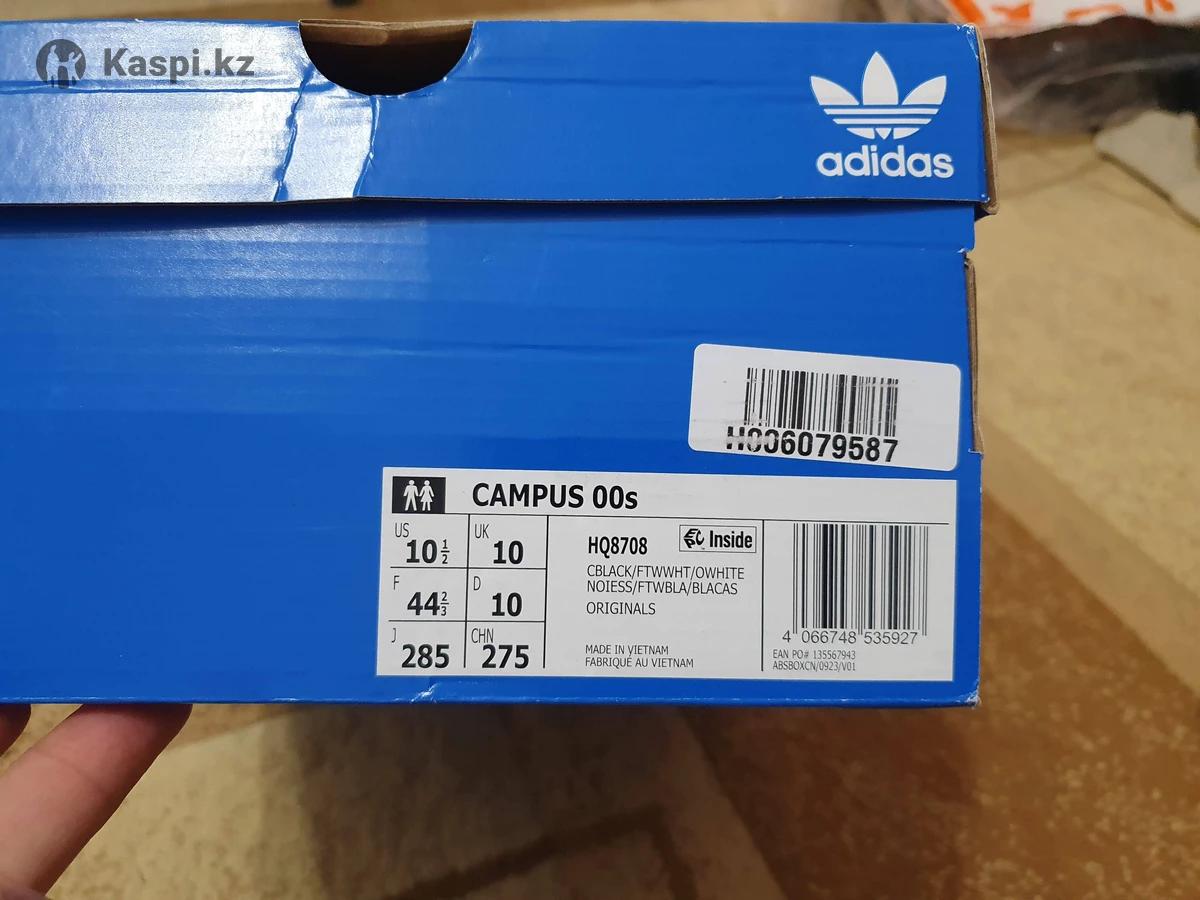 Kaspi.kz
adidas
H006079587
CAMPUS 00s
US 10 1/2
UK 10
F 44 2/3
D 10
J 285
CHN 275
HQ8708
Inside
CBLACK/FTWWHT/OWHITE
NOIESS/FTWBLA/BLACAS
ORIGINALS
MADE IN VIETNAM
FABRIQUÉ AU VIETNAM
4 066748 535927
EAN PO# 135567943
ABSBOXCN/0923/V01